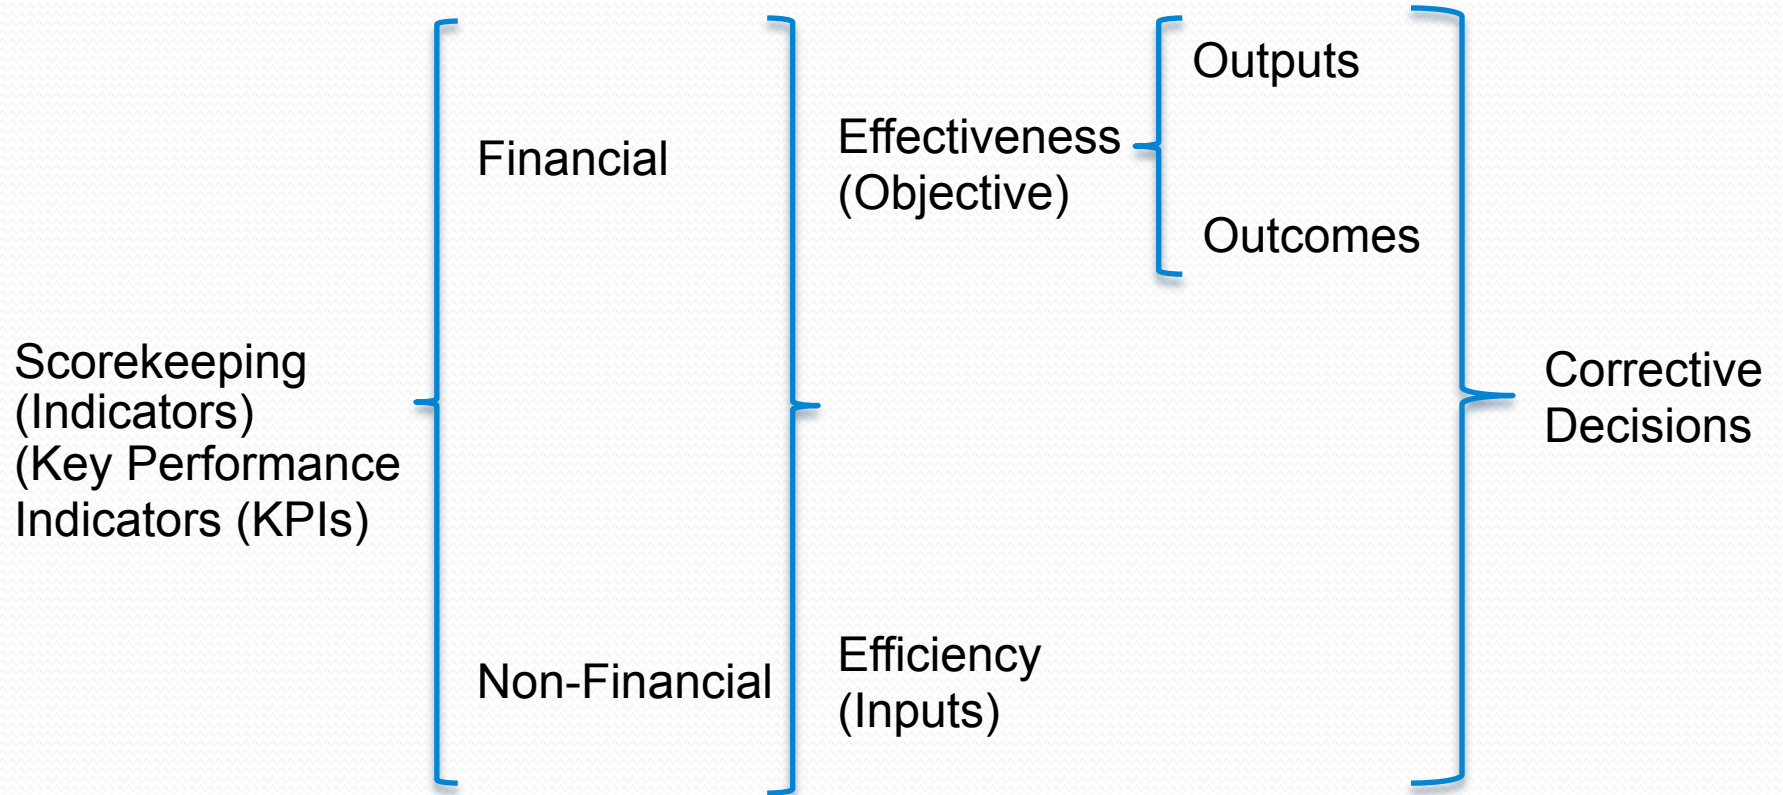 Scorekeeping
(Indicators)
(Key Performance
Indicators (KPIs)
Financial
Non-Financial
Effectiveness
(Objective)
Efficiency
(Inputs)
Outputs
Outcomes
Corrective
Decisions